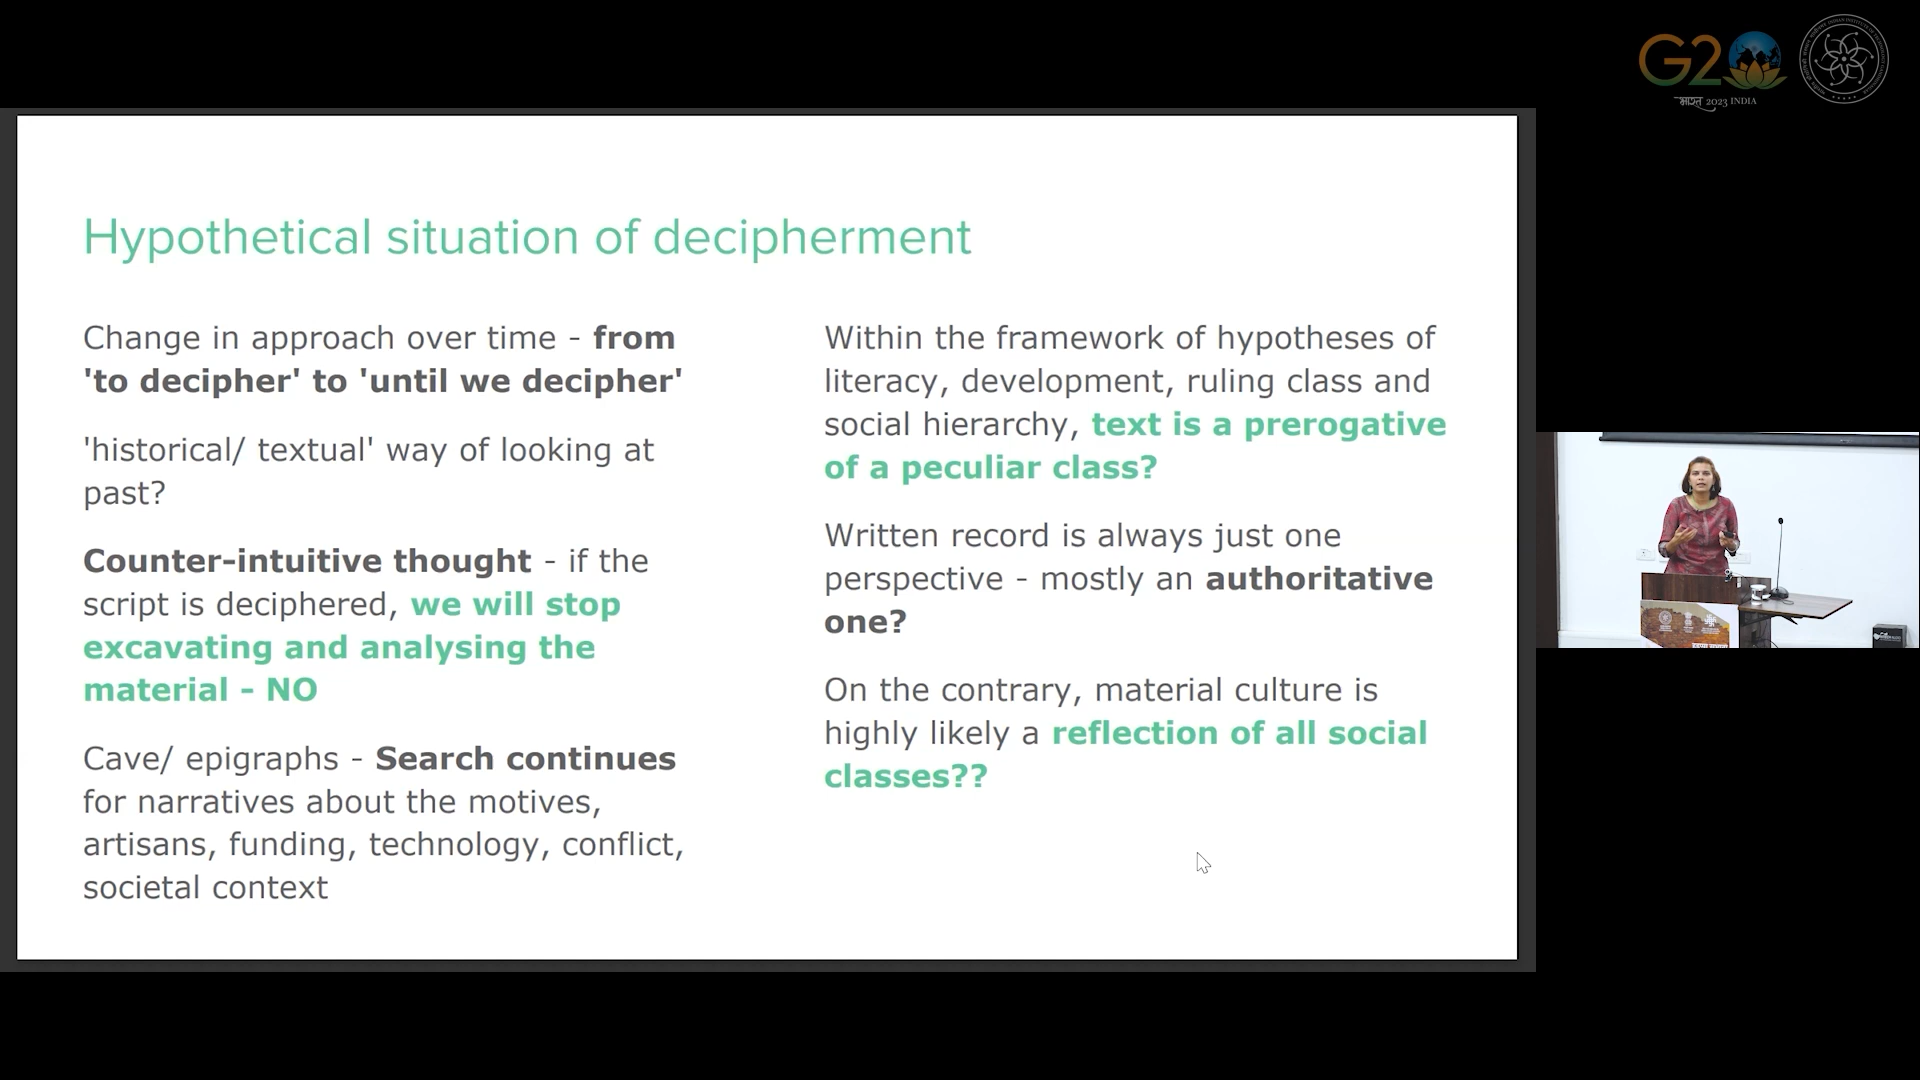 G20
भारत 2023 INDIA
Hypothetical situation of decipherment
Change in approach over time - from
'to decipher' to 'until we decipher'
'historical/ textual' way of looking at
past?
Counter-intuitive thought - if the
script is deciphered, we will stop
excavating and analysing the
material - NO
Cave/ epigraphs - Search continues
for narratives about the motives,
artisans, funding, technology, conflict,
societal context
Within the framework of hypotheses of
literacy, development, ruling class and
social hierarchy, text is a prerogative
of a peculiar class?
Written record is always just one
perspective - mostly an authoritative
one?
On the contrary, material culture is
highly likely a reflection of all social
classes??